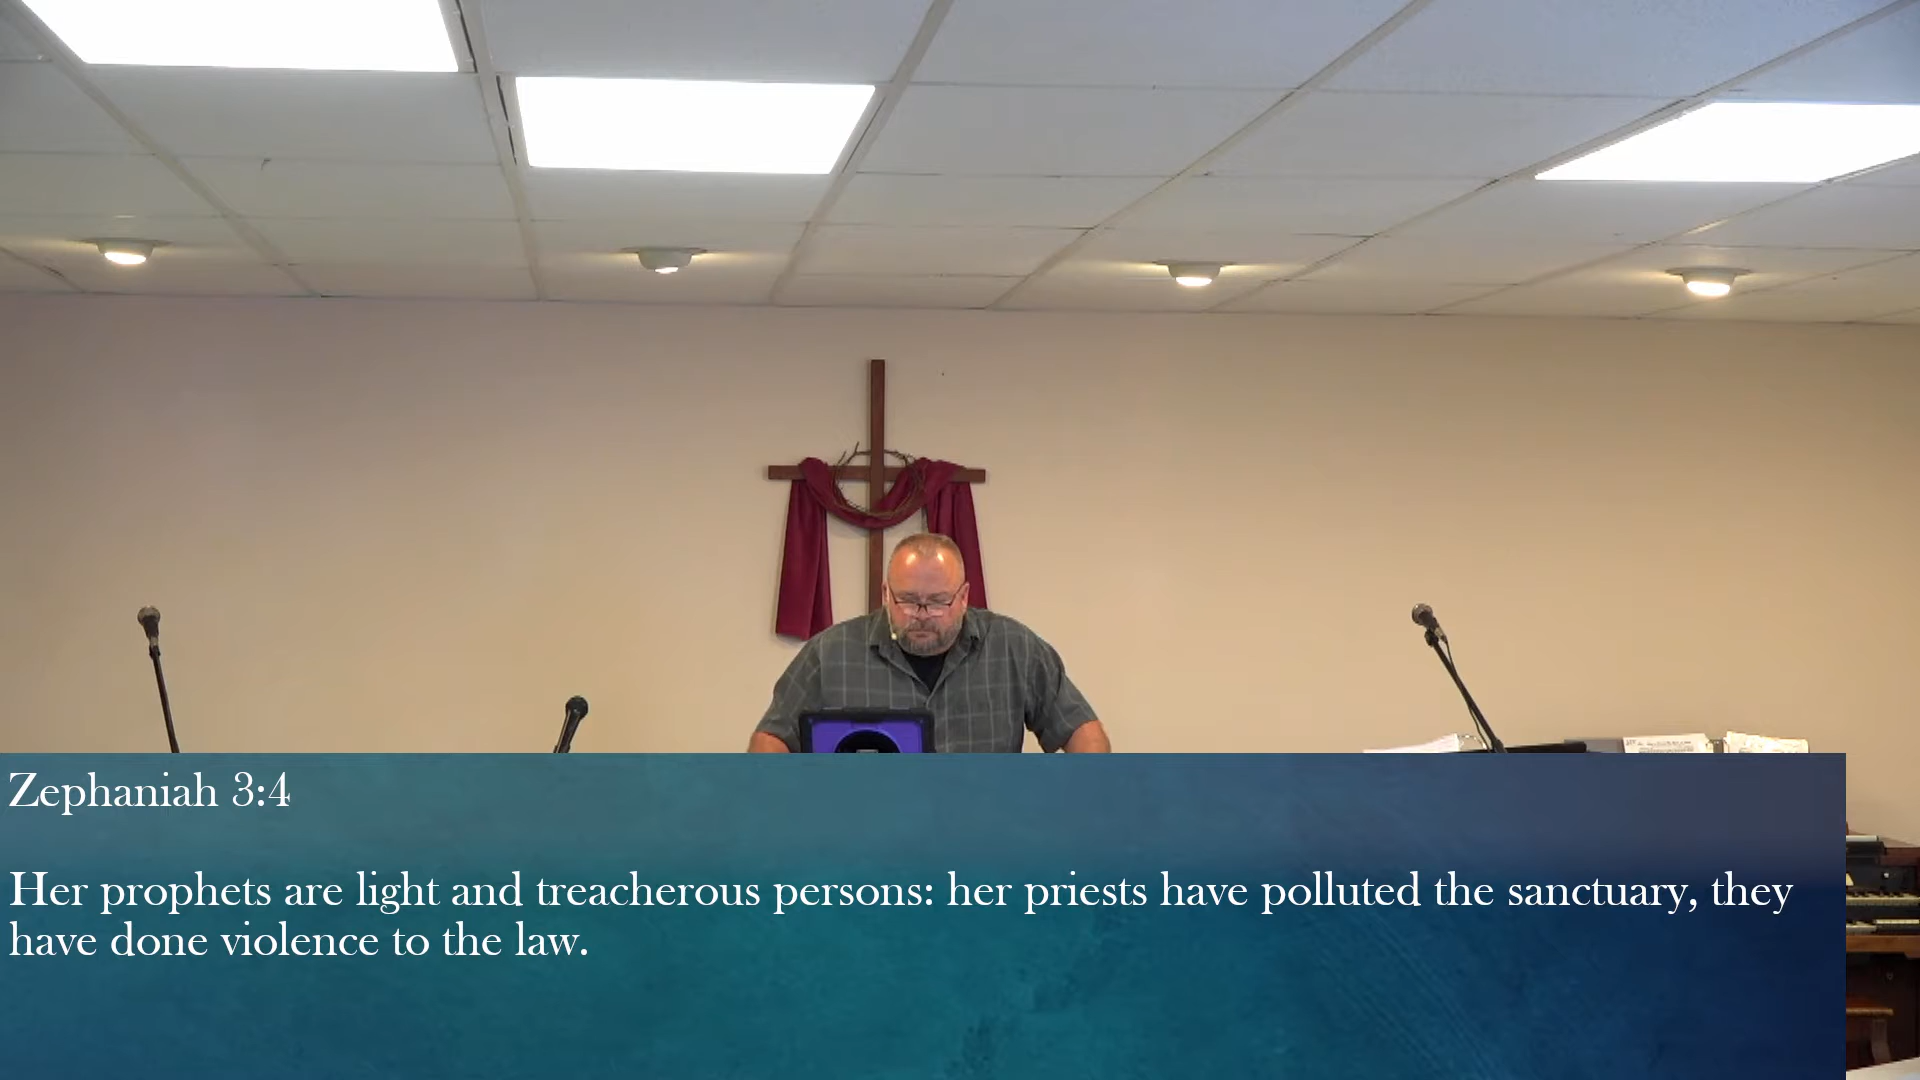 Zephaniah 3:4
Her prophets are light and treacherous persons: her priests have polluted the sanctuary, they
have done violence to the law.